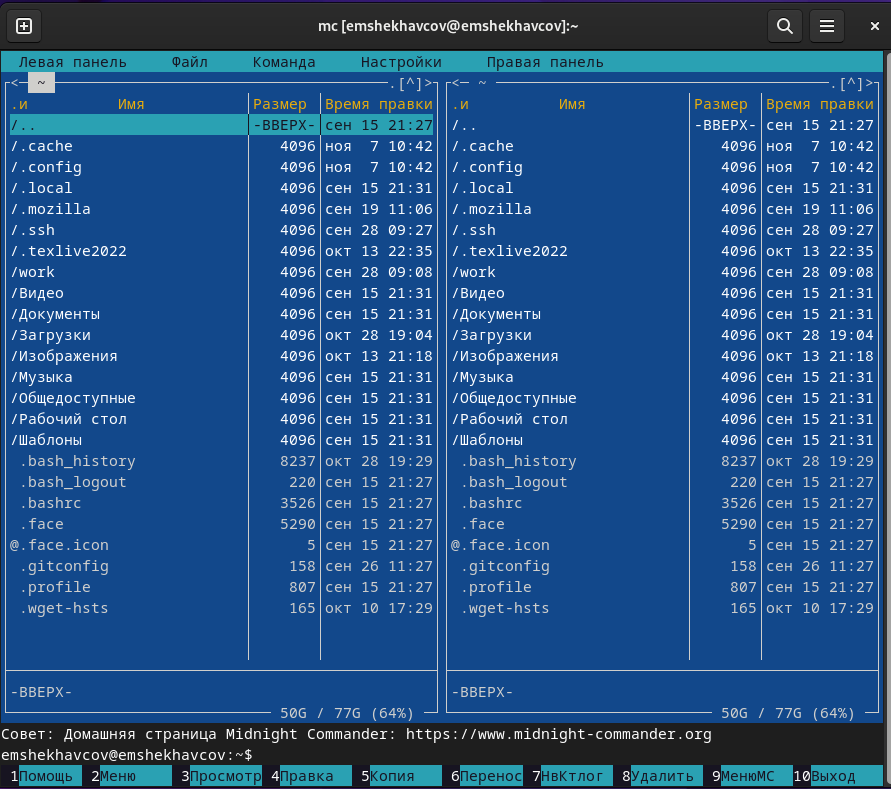 mc [emshekhavcov@emshekhavcov]:~
Левая панель Файл Команда Настройки Правая панель
<— ~ .[^]> <— ~ .[^]>
.и Имя Размер Время правки .и Имя Размер Время правки
/.. -ВВЕРХ- сен 15 21:27 /.. -ВВЕРХ- сен 15 21:27
/.cache 4096 ноя 7 10:42 /.cache 4096 ноя 7 10:42
/.config 4096 ноя 7 10:42 /.config 4096 ноя 7 10:42
/.local 4096 сен 15 21:31 /.local 4096 сен 15 21:31
/.mozilla 4096 сен 19 11:06 /.mozilla 4096 сен 19 11:06
/.ssh 4096 сен 28 09:27 /.ssh 4096 сен 28 09:27
/.texlive2022 4096 окт 13 22:35 /.texlive2022 4096 окт 13 22:35
/work 4096 сен 28 09:08 /work 4096 сен 28 09:08
/Видео 4096 сен 15 21:31 /Видео 4096 сен 15 21:31
/Документы 4096 сен 15 21:31 /Документы 4096 сен 15 21:31
/Загрузки 4096 окт 28 19:04 /Загрузки 4096 окт 28 19:04
/Изображения 4096 окт 13 21:18 /Изображения 4096 окт 13 21:18
/Музыка 4096 сен 15 21:31 /Музыка 4096 сен 15 21:31
/Общедоступные 4096 сен 15 21:31 /Общедоступные 4096 сен 15 21:31
/Рабочий стол 4096 сен 15 21:31 /Рабочий стол 4096 сен 15 21:31
/Шаблоны 4096 сен 15 21:31 /Шаблоны 4096 сен 15 21:31
.bash_history 8237 окт 28 19:29 .bash_history 8237 окт 28 19:29
.bash_logout 220 сен 15 21:27 .bash_logout 220 сен 15 21:27
.bashrc 3526 сен 15 21:27 .bashrc 3526 сен 15 21:27
.face 5290 сен 15 21:27 .face 5290 сен 15 21:27
@.face.icon 5 сен 15 21:27 @.face.icon 5 сен 15 21:27
.gitconfig 158 сен 26 11:27 .gitconfig 158 сен 26 11:27
.profile 807 сен 15 21:27 .profile 807 сен 15 21:27
.wget-hsts 165 окт 10 17:29 .wget-hsts 165 окт 10 17:29
-ВВЕРХ- -ВВЕРХ-
50G / 77G (64%) 50G / 77G (64%)
Совет: Домашняя страница Midnight Commander: https://www.midnight-commander.org
emshekhavcov@emshekhavcov:~$
1Помощь 2Меню 3Просмотр 4Правка 5Копия 6Перенос 7НвКтлог 8Удалить 9МенюMC 10Выход